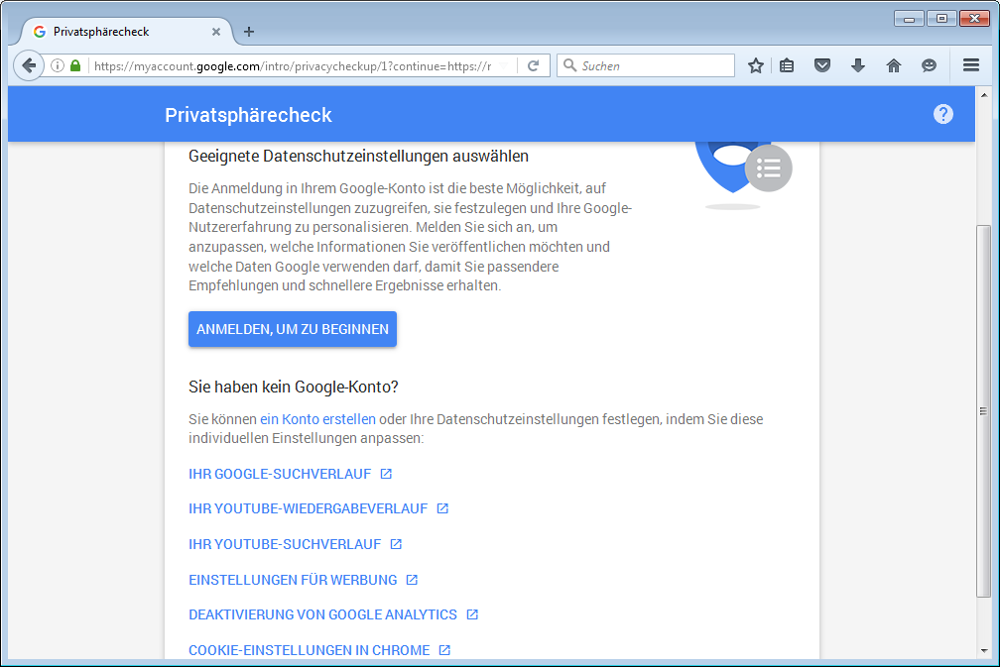 Privatsphärecheck
https://myaccount.google.com/intro/privacycheckup/1?continue=https://r
Suchen
Privatsphärecheck
Geeignete Datenschutzeinstellungen auswählen
Die Anmeldung in Ihrem Google-Konto ist die beste Möglichkeit, auf
Datenschutzeinstellungen zuzugreifen, sie festzulegen und Ihre Google-
Nutzererfahrung zu personalisieren. Melden Sie sich an, um
anzupassen, welche Informationen Sie veröffentlichen möchten und
welche Daten Google verwenden darf, damit Sie passendere
Empfehlungen und schnellere Ergebnisse erhalten.
ANMELDEN, UM ZU BEGINNEN
Sie haben kein Google-Konto?
Sie können ein Konto erstellen oder Ihre Datenschutzeinstellungen festlegen, indem Sie diese
individuellen Einstellungen anpassen:
IHR GOOGLE-SUCHVERLAUF
IHR YOUTUBE-WIEDERGABEVERLAUF
IHR YOUTUBE-SUCHVERLAUF
EINSTELLUNGEN FÜR WERBUNG
DEAKTIVIERUNG VON GOOGLE ANALYTICS
COOKIE-EINSTELLUNGEN IN CHROME